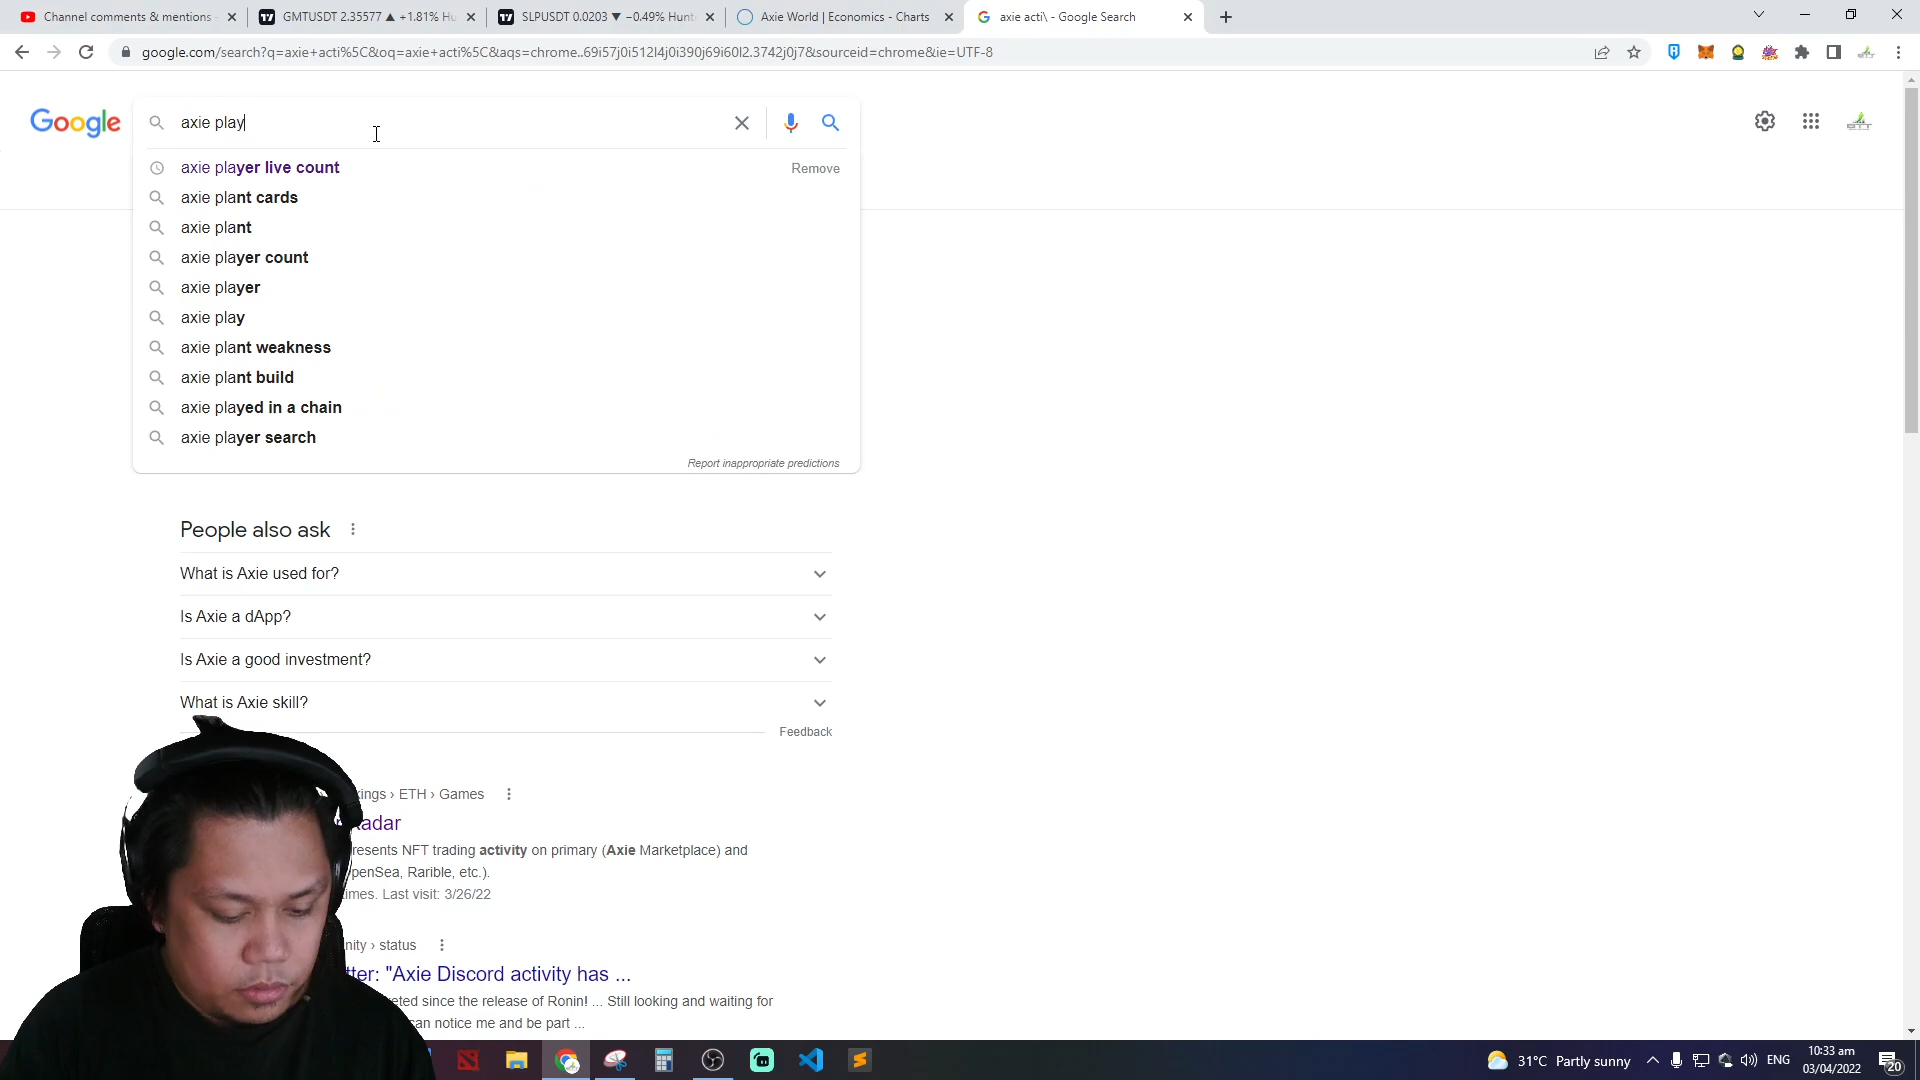 Channel comments & mentions
GMTUSDT 2.35577 ▲ +1.81% Hu
SLPUSDT 0.0203 ▼ −0.49% Hunt
Axie World | Economics - Charts
axie acti\ - Google Search
google.com/search?q=axie+acti%5C&oq=axie+acti%5C&aqs=chrome..69i57j0i512l4j0i390j69i60l2.3742j0j7&sourceid=chrome&ie=UTF-8
Google
axie play
axie player live count
Remove
axie plant cards
axie plant
axie player count
axie player
axie play
axie plant weakness
axie plant build
axie played in a chain
axie player search
Report inappropriate predictions
People also ask
What is Axie used for?
Is Axie a dApp?
Is Axie a good investment?
What is Axie skill?
Feedback
kings › ETH › Games
Radar
resents NFT trading activity on primary (Axie Marketplace) and
penSea, Rarible, etc.).
times. Last visit: 3/26/22
nity › status
tter: "Axie Discord activity has ...
eted since the release of Ronin! ... Still looking and waiting for
can notice me and be part ...
31°C Partly sunny
ENG
10:33 am
03/04/2022
20